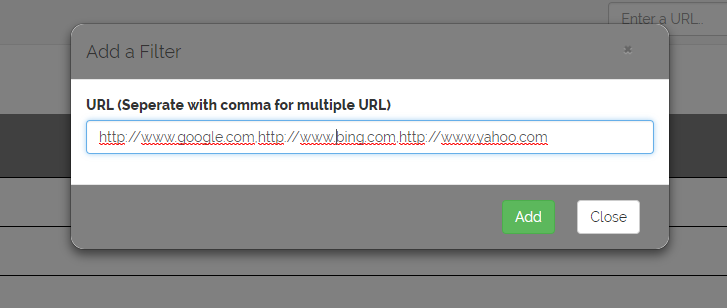 Enter a URL..
Add a Filter
×
URL (Seperate with comma for multiple URL)
http://www.google.com,http://www.bing.com,http://www.yahoo.com
Add
Close